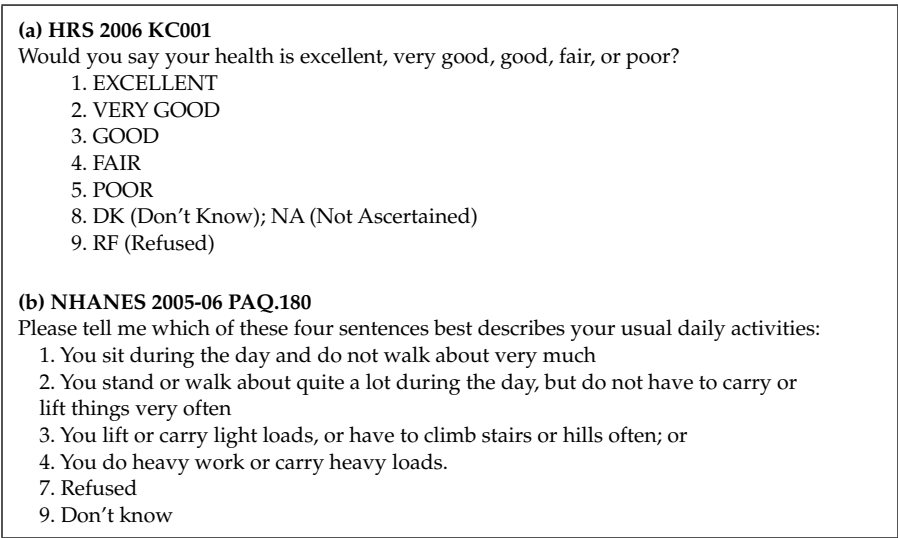 (a) HRS 2006 KC001
Would you say your health is excellent, very good, good, fair, or poor?
1. EXCELLENT
2. VERY GOOD
3. GOOD
4. FAIR
5. POOR
8. DK (Don't Know); NA (Not Ascertained)
9. RF (Refused)
(b) NHANES 2005-06 PAQ.180
Please tell me which of these four sentences best describes your usual daily activities:
1. You sit during the day and do not walk about very much
2. You stand or walk about quite a lot during the day, but do not have to carry or
lift things very often
3. You lift or carry light loads, or have to climb stairs or hills often; or
4. You do heavy work or carry heavy loads.
7. Refused
9. Don't know